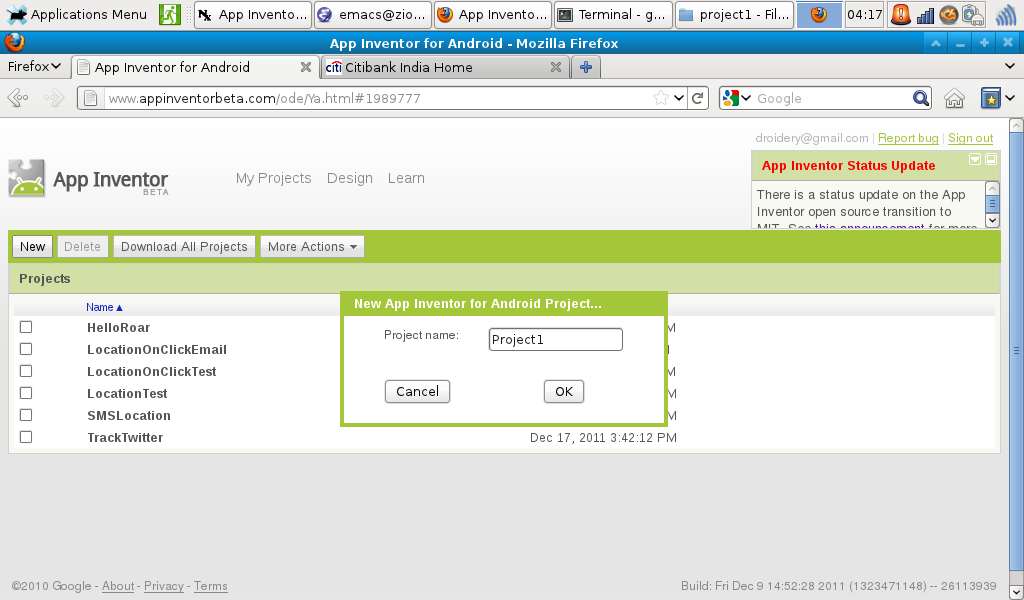 Applications Menu
App Invento...
emacs@zio...
App Invento...
Terminal - g...
project1 - Fil...
04:17
App Inventor for Android - Mozilla Firefox
Firefox
App Inventor for Android
citi Citibank India Home
www.appinventorbeta.com/ode/Ya.html#1989777
Google
droidery@gmail.com | Report bug | Sign out
App Inventor
BETA
My Projects Design Learn
App Inventor Status Update
There is a status update on the App
Inventor open source transition to
MIT. See this announcement for more
New Delete Download All Projects More Actions
Projects
Name
HelloRoar
LocationOnClickEmail
LocationOnClickTest
LocationTest
SMSLocation
TrackTwitter Dec 17, 2011 3:42:12 PM
New App Inventor for Android Project...
Project name: Project1
Cancel OK
©2010 Google - About - Privacy - Terms
Build: Fri Dec 9 14:52:28 2011 (1323471148) -- 26113939